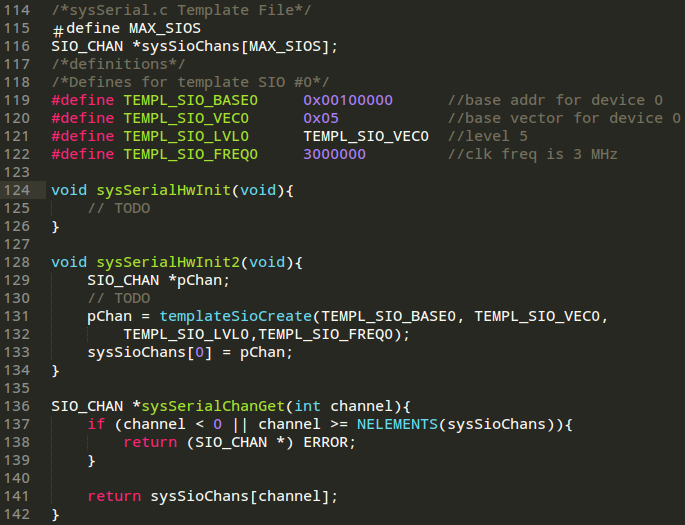 114 /*sysSerial.c Template File*/
115 #define MAX_SIOS
116 SIO_CHAN *sysSioChans[MAX_SIOS];
117 /*definitions*/
118 /*Defines for template SIO #0*/
119 #define TEMPL_SIO_BASE0 0x00100000 //base addr for device 0
120 #define TEMPL_SIO_VEC0 0x05 //base vector for device 0
121 #define TEMPL_SIO_LVL0 TEMPL_SIO_VEC0 //level 5
122 #define TEMPL_SIO_FREQ0 3000000 //clk freq is 3 MHz
123
124 void sysSerialHwInit(void){
125 // TODO
126 }
127
128 void sysSerialHwInit2(void){
129 SIO_CHAN *pChan;
130 // TODO
131 pChan = templateSioCreate(TEMPL_SIO_BASE0, TEMPL_SIO_VEC0,
132 TEMPL_SIO_LVL0,TEMPL_SIO_FREQ0);
133 sysSioChans[0] = pChan;
134 }
135
136 SIO_CHAN *sysSerialChanGet(int channel){
137 if (channel < 0 || channel >= NELEMENTS(sysSioChans)){
138 return (SIO_CHAN *) ERROR;
139 }
140
141 return sysSioChans[channel];
142 }